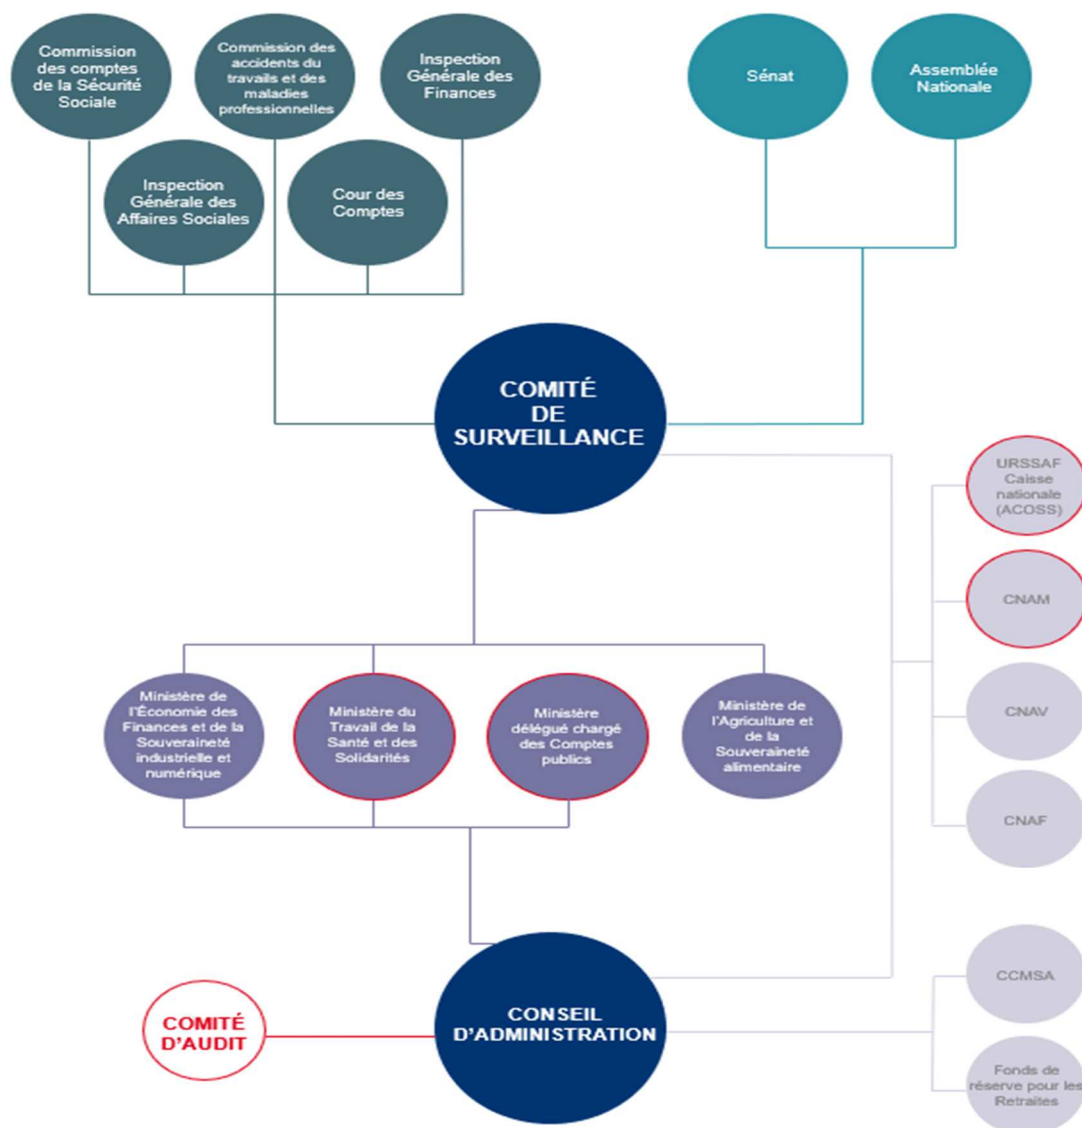 Commission
des comptes
de la Sécurité
Sociale
Commission des
accidents du
travails et des
maladies
professionnelles
Inspection
Générale des
Finances
Inspection
Générale des
Affaires Sociales
Cour des
Comptes
Sénat
Assemblée
Nationale
COMITÉ
DE
SURVEILLANCE
URSSAF
Caisse
nationale
(ACOSS)
CNAM
CNAV
CNAF
Ministère de
l'Économie des
Finances et de la
Souveraineté
industrielle et
numérique
Ministère du
Travail de la
Santé et des
Solidarités
Ministère
délégué chargé
des Comptes
publics
Ministère de
l'Agriculture et
de la
Souveraineté
alimentaire
COMITÉ
D'AUDIT
CONSEIL
D'ADMINISTRATION
CCMSA
Fonds de
réserve pour les
Retraites